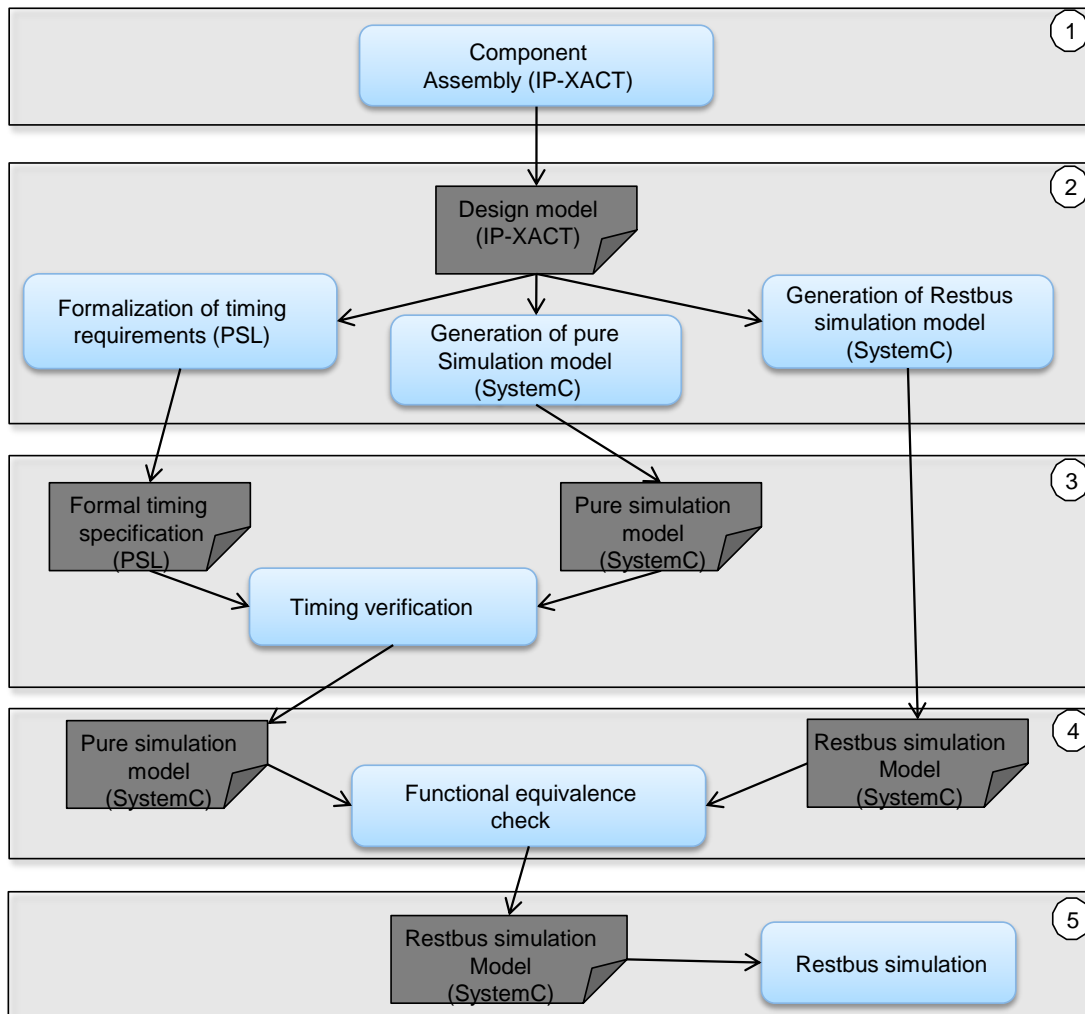 1
Component
Assembly (IP-XACT)
2
Design model
(IP-XACT)
Formalization of timing
requirements (PSL)
Generation of pure
Simulation model
(SystemC)
Generation of Restbus
simulation model
(SystemC)
3
Formal timing
specification
(PSL)
Pure simulation
model
(SystemC)
Timing verification
4
Pure simulation
model
(SystemC)
Functional equivalence
check
Restbus simulation
Model
(SystemC)
5
Restbus simulation
Model
(SystemC)
Restbus simulation